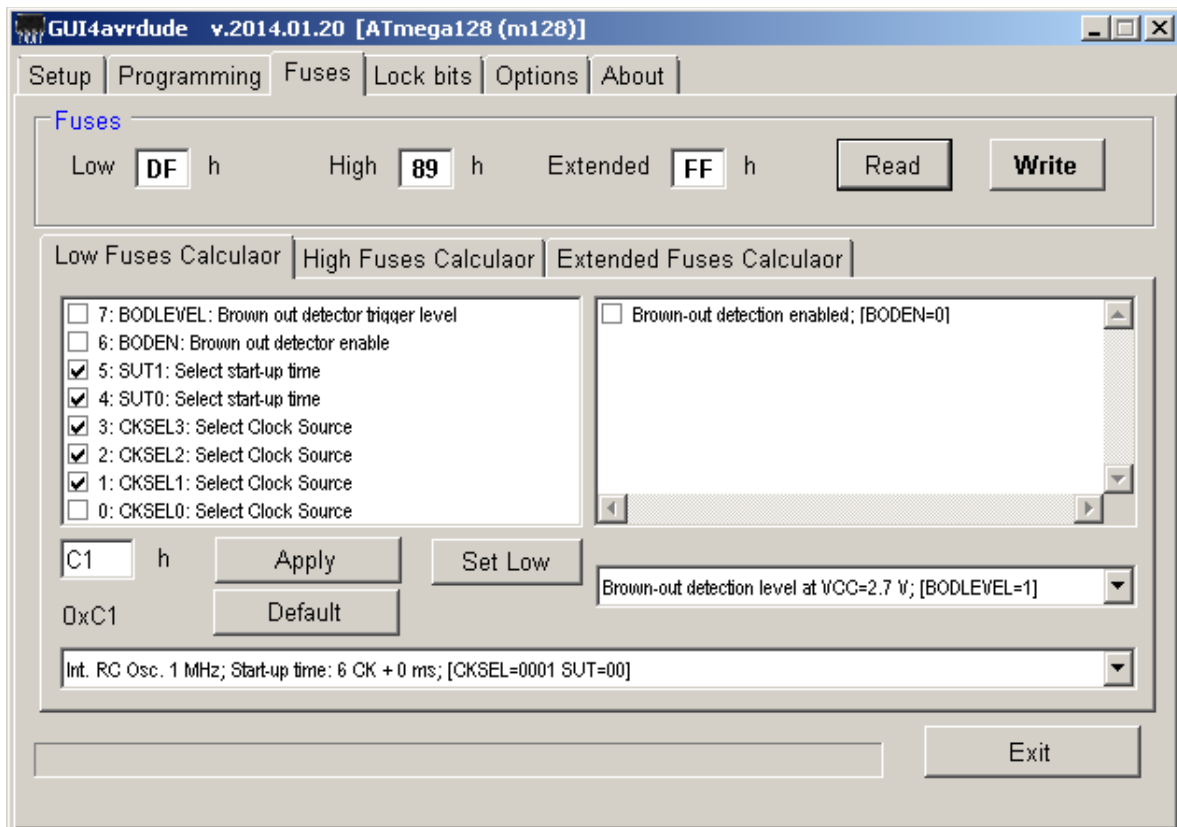 GUI4avrdude v.2014.01.20 [ATmega128 (m128)]
Setup Programming Fuses Lock bits Options About
Fuses
Low DF h High 89 h Extended FF h Read Write
Low Fuses Calculaor High Fuses Calculaor Extended Fuses Calculaor
7: BODLEVEL: Brown out detector trigger level
6: BODEN: Brown out detector enable
5: SUT1: Select start-up time
4: SUT0: Select start-up time
3: CKSEL3: Select Clock Source
2: CKSEL2: Select Clock Source
1: CKSEL1: Select Clock Source
0: CKSEL0: Select Clock Source
Brown-out detection enabled; [BODEN=0]
C1 h Apply Set Low
Brown-out detection level at VCC=2.7 V; [BODLEVEL=1]
0xC1 Default
Int. RC Osc. 1 MHz; Start-up time: 6 CK + 0 ms; [CKSEL=0001 SUT=00]
Exit